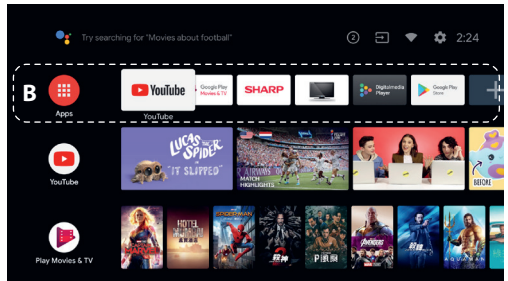 Try searching for "Movies about football"
2
2:24
B
Apps
YouTube
Google Play
Movies & TV
SHARP
Digitalmedia
Player
Google Play
Store
YouTube
YouTube
LUCAS
THE
SPIDER
"IT SLIPPED"
MATCH
HIGHLIGHTS
BEFORE
Play Movies & TV
HOTEL
MUMBAI
SPIDER-MAN
AVENGERS
AQUAMAN